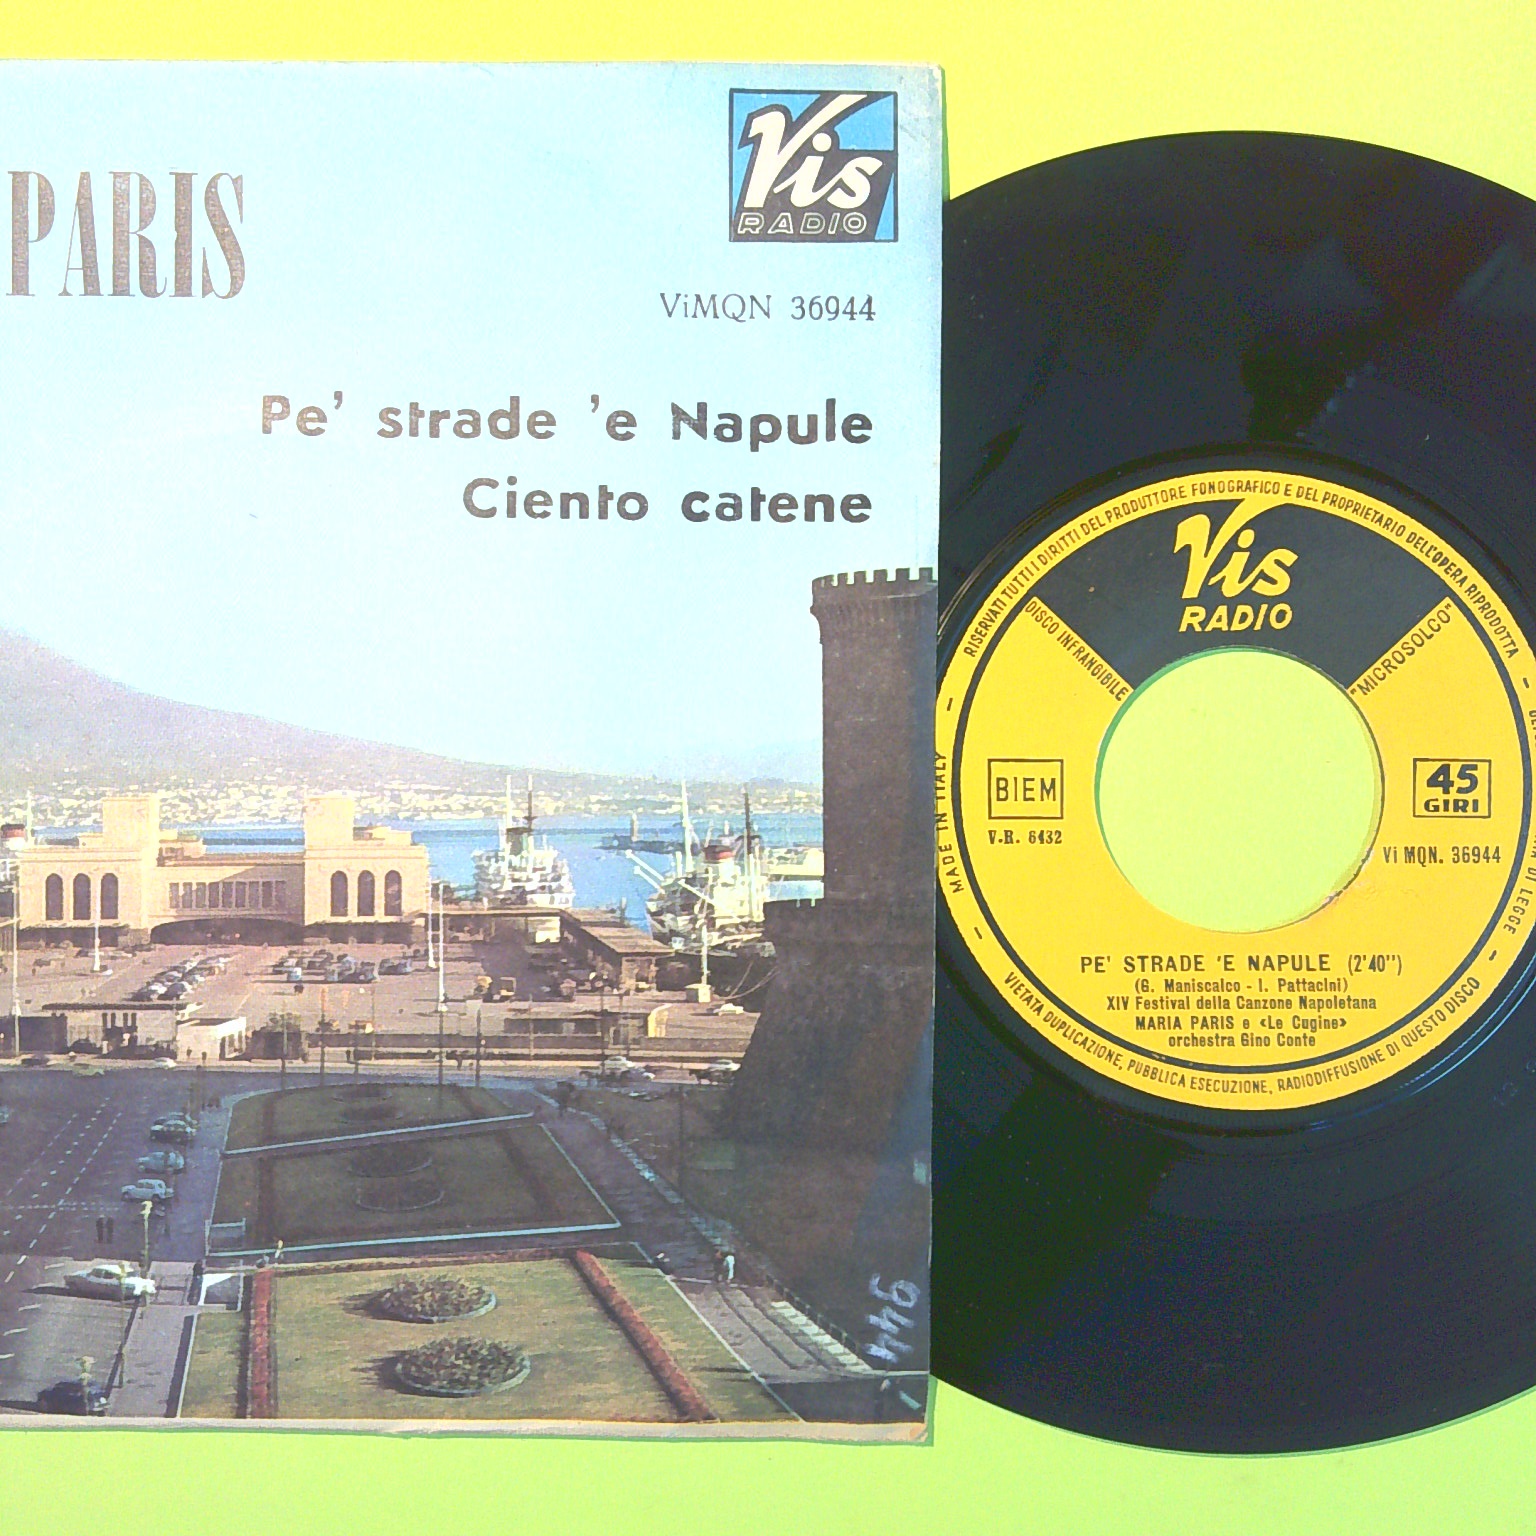 PARIS
Vis
RADIO
ViMQN 36944
Pe' strade 'e Napule
Ciento catene
944
RISERVATI TUTTI I DIRITTI DEL PRODUTTORE FONOGRAFICO E DEL PROPRIETARIO DELL'OPERA RIPRODOTTA
DI LEGGE
VIETATA DUPLICAZIONE, PUBBLICA ESECUZIONE, RADIODIFFUSIONE DI QUESTO DISCO
MADE IN ITALY
Vis
RADIO
DISCO INFRANGIBILE
"MICROSOLCO"
BIEM
V.R. 6432
45
GIRI
Vi MQN. 36944
PE' STRADE 'E NAPULE (2'40")
(G. Maniscalco - I. Pattacini)
XIV Festival della Canzone Napoletana
MARIA PARIS e «Le Cugine»
orchestra Gino Conte